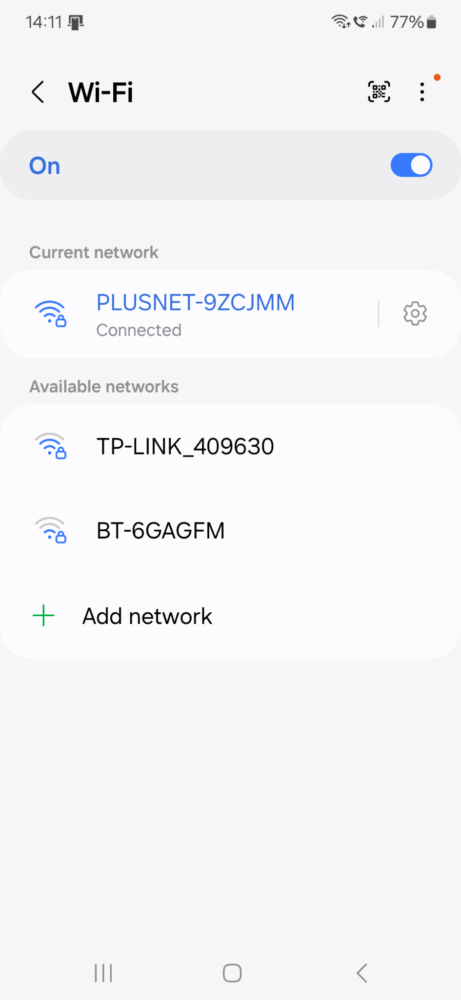 14:11 77%
Wi-Fi
On
Current network
PLUSNET-9ZCJMM
Connected
Available networks
TP-LINK_409630
BT-6GAGFM
Add network